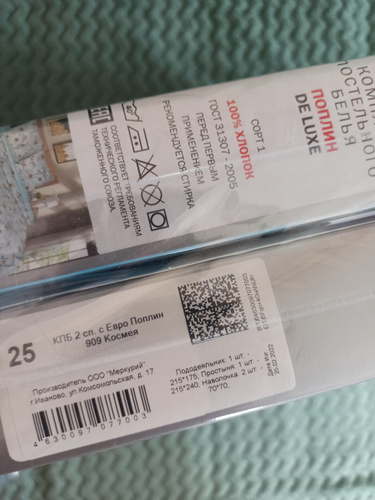 КОМП
ПОСТЕЛЬНОГО
БЕЛЬЯ
ПОПЛИН
DE LUXE
СОРТ 1
100% ХЛОПОК
ГОСТ 31307 - 2005
ПЕРЕД ПЕРВЫМ
ПРИМЕНЕНИЕМ
РЕКОМЕНДУЕТСЯ СТИРКА
EAC
СООТВЕТСТВУЕТ ТРЕБОВАНИЯМ
ТЕХНИЧЕСКОГО РЕГЛАМЕНТА
ТАМОЖЕННОГО СОЮЗА.
25
КПБ 2 сп. с Евро Поплин
909 Космея
Производитель ООО "Меркурий"
г.Иваново, ул Комсомольская, д. 17
4 630097 077003
Пододеяльник: 1 шт -
215*175; Простыня: 1 шт -
215*240; Наволочка: 2 шт -
70*70,